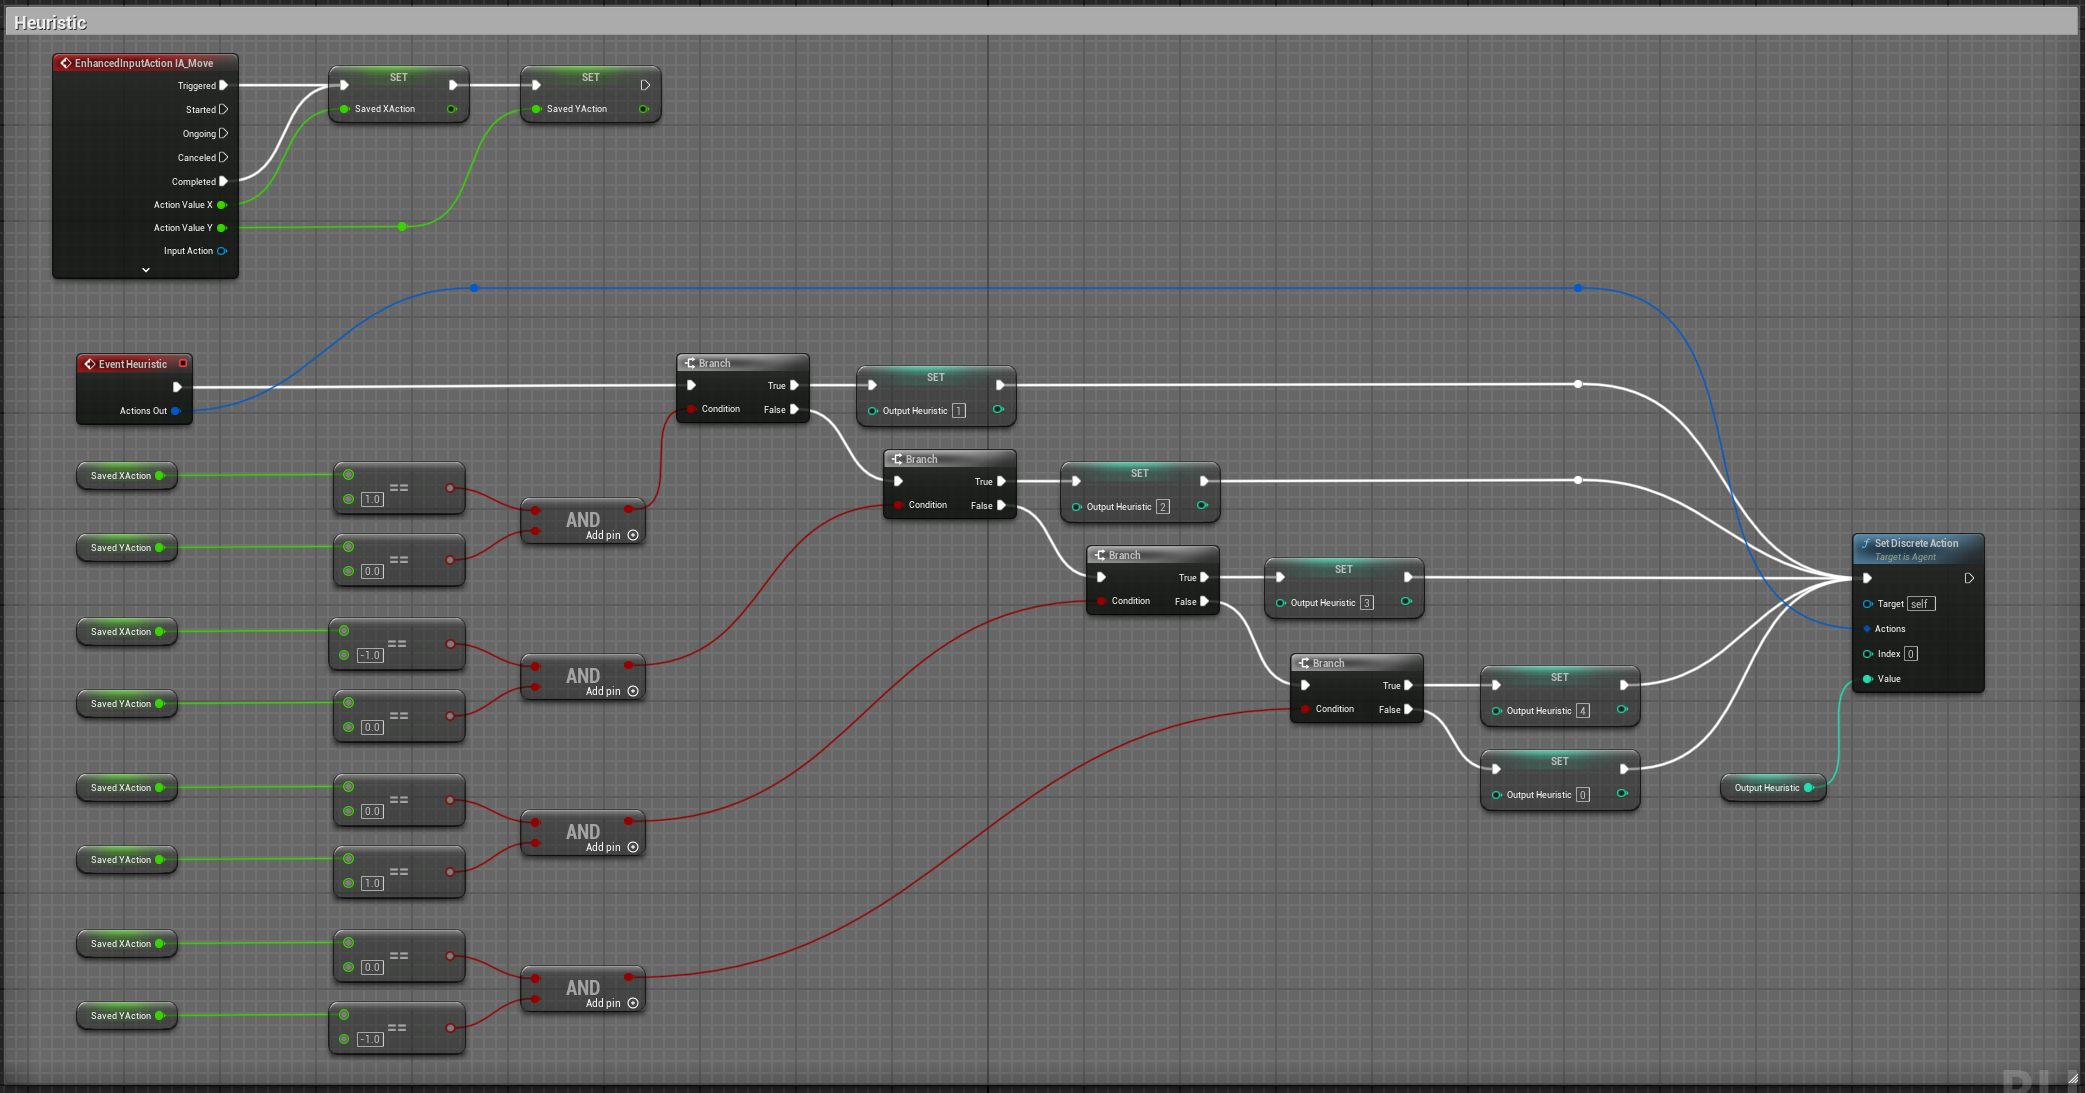 Heuristic
EnhancedInputAction IA_Move
Triggered
Started
Ongoing
Canceled
Completed
Action Value X
Action Value Y
Input Action
SET
Saved XAction
SET
Saved YAction
Event Heuristic
Actions Out
Branch
True
Condition
False
SET
Output Heuristic 1
Branch
True
Condition
False
SET
Output Heuristic 2
Branch
True
Condition
False
SET
Output Heuristic 3
Branch
True
Condition
False
SET
Output Heuristic 4
SET
Output Heuristic 0
Set Discrete Action
Target is Agent
Target self
Actions
Index 0
Value
Output Heuristic
Saved XAction
==
1.0
Saved YAction
==
0.0
AND
Add pin
Saved XAction
==
-1.0
Saved YAction
==
0.0
AND
Add pin
Saved XAction
==
0.0
Saved YAction
==
1.0
AND
Add pin
Saved XAction
==
0.0
Saved YAction
==
-1.0
AND
Add pin